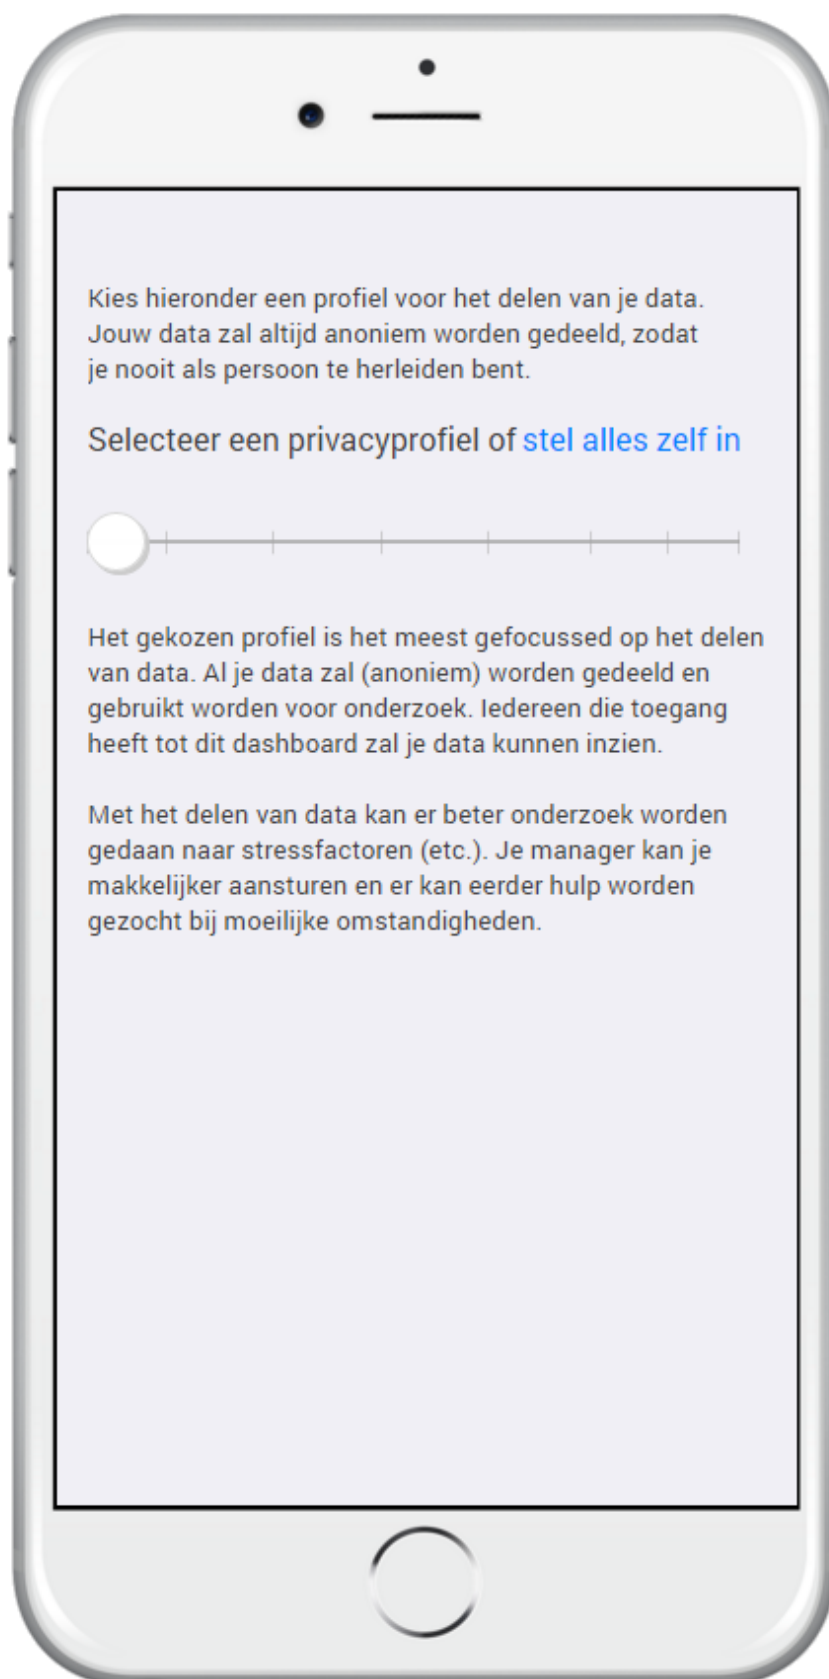 Kies hieronder een profiel voor het delen van je data.
Jouw data zal altijd anoniem worden gedeeld, zodat
je nooit als persoon te herleiden bent.
Selecteer een privacyprofiel of stel alles zelf in
Het gekozen profiel is het meest gefocussed op het delen
van data. Al je data zal (anoniem) worden gedeeld en
gebruikt worden voor onderzoek. Iedereen die toegang
heeft tot dit dashboard zal je data kunnen inzien.
Met het delen van data kan er beter onderzoek worden
gedaan naar stressfactoren (etc.). Je manager kan je
makkelijker aansturen en er kan eerder hulp worden
gezocht bij moeilijke omstandigheden.